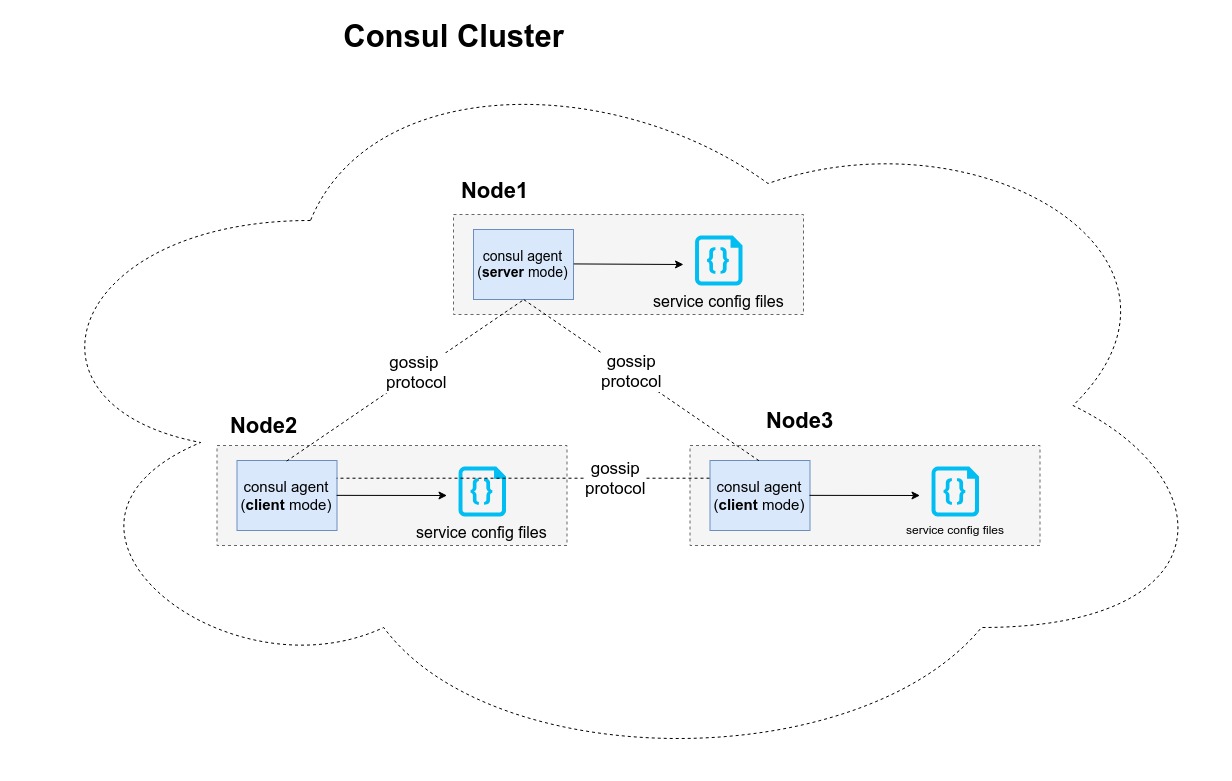 Consul Cluster
Node1
consul agent
(server mode)
{ }
service config files
gossip
protocol
gossip
protocol
Node2
consul agent
(client mode)
{ }
service config files
gossip
protocol
Node3
consul agent
(client mode)
{ }
service config files